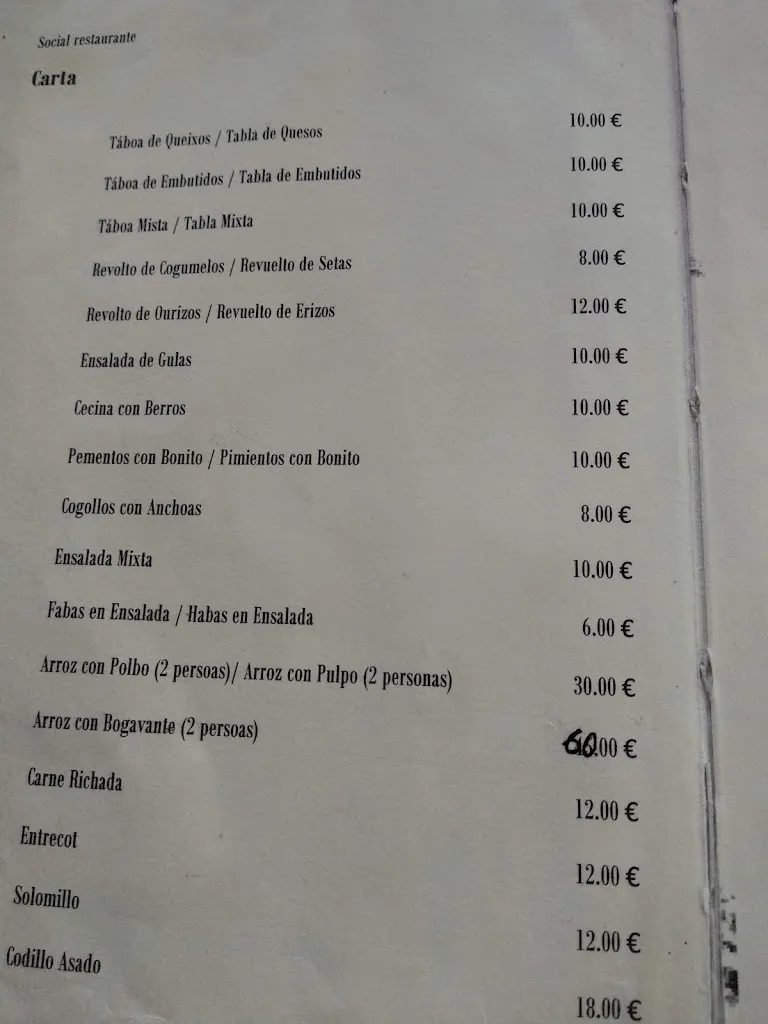 Social restaurante
Carta
Táboa de Queixos / Tabla de Quesos 10.00 €
Táboa de Embutidos / Tabla de Embutidos 10.00 €
Táboa Mista / Tabla Mixta 10.00 €
Revolto de Cogumelos / Revuelto de Setas 8.00 €
Revolto de Ourizos / Revuelto de Erizos 12.00 €
Ensalada de Gulas 10.00 €
Cecina con Berros 10.00 €
Pementos con Bonito / Pimientos con Bonito 10.00 €
Cogollos con Anchoas 8.00 €
Ensalada Mixta 10.00 €
Fabas en Ensalada / Habas en Ensalada 6.00 €
Arroz con Polbo (2 persoas)/ Arroz con Pulpo (2 personas) 30.00 €
Arroz con Bogavante (2 persoas) 60.00 €
Carne Richada 12.00 €
Entrecot 12.00 €
Solomillo 12.00 €
Codillo Asado 18.00 €